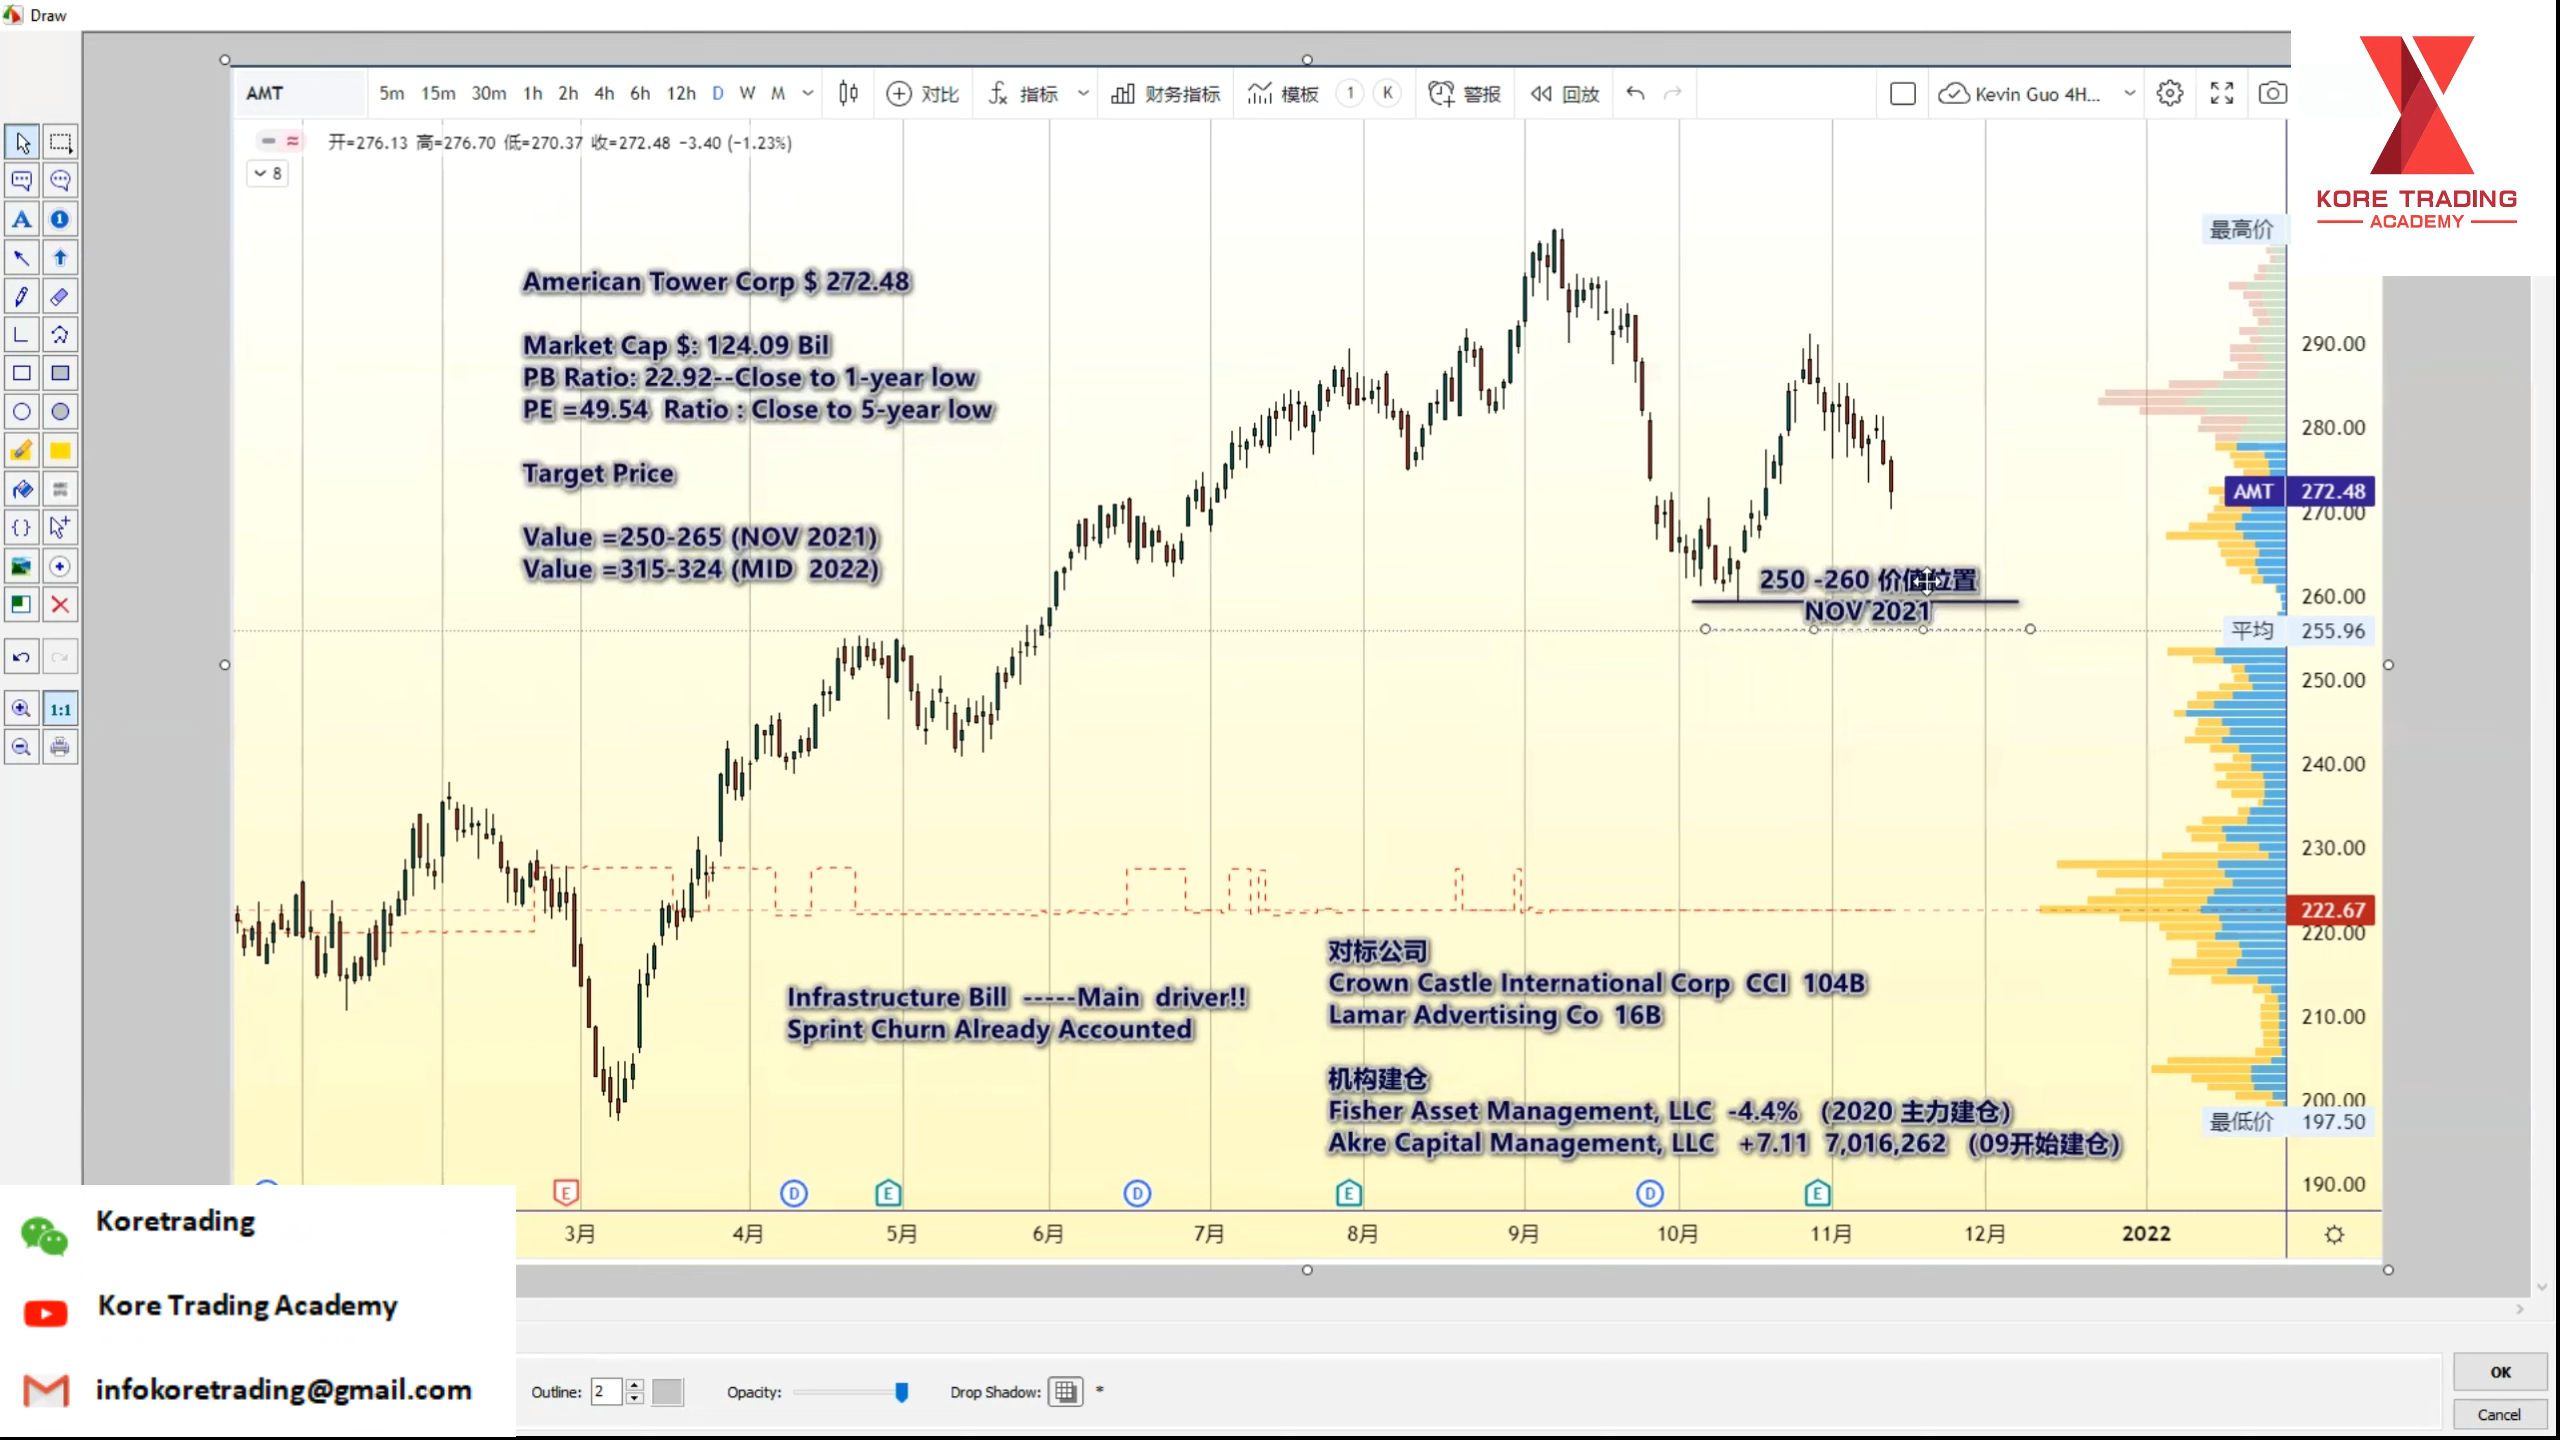 Draw
AMT
5m 15m 30m 1h 2h 4h 6h 12h D W M
对比
指标
财务指标
模板
1
K
警报
回放
Kevin Guo 4H...
KORE TRADING
ACADEMY
开=276.13 高=276.70 低=270.37 收=272.48 −3.40 (−1.23%)
8
最高价
American Tower Corp $ 272.48
Market Cap $: 124.09 Bil
PB Ratio: 22.92--Close to 1-year low
PE =49.54 Ratio : Close to 5-year low
Target Price
Value =250-265 (NOV 2021)
Value =315-324 (MID 2022)
250 -260 价值位置
NOV 2021
290.00
280.00
AMT 272.48
270.00
260.00
平均 255.96
250.00
240.00
230.00
222.67
220.00
210.00
200.00
最低价 197.50
190.00
Infrastructure Bill -----Main driver!!
Sprint Churn Already Accounted
对标公司
Crown Castle International Corp CCI 104B
Lamar Advertising Co 16B
机构建仓
Fisher Asset Management, LLC -4.4% (2020 主力建仓)
Akre Capital Management, LLC +7.11 7,016,262 (09开始建仓)
E D E D E D E
3月 4月 5月 6月 7月 8月 9月 10月 11月 12月 2022
1:1
Koretrading
Kore Trading Academy
infokoretrading@gmail.com
Outline: 2
Opacity:
Drop Shadow: *
OK
Cancel